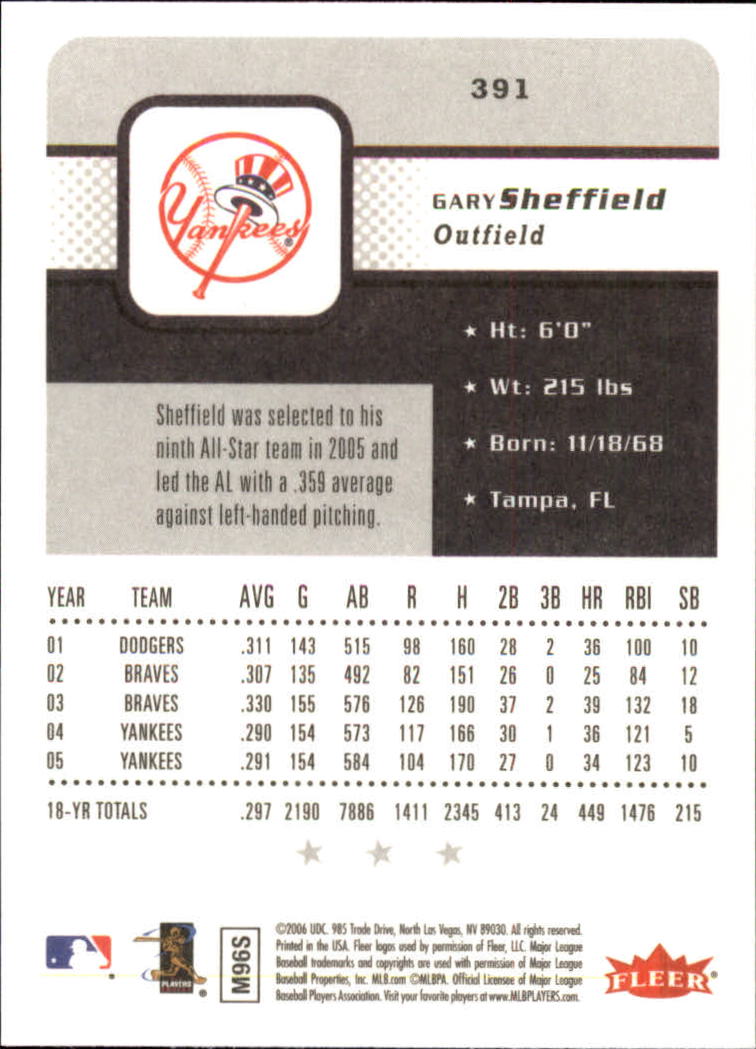 391
Yankees®
GARY Sheffield
Outfield
★ Ht: 6'0"
★ Wt: 215 lbs
★ Born: 11/18/68
★ Tampa, FL
Sheffield was selected to his
ninth All-Star team in 2005 and
led the AL with a .359 average
against left-handed pitching.
YEAR TEAM AVG G AB R H 2B 3B HR RBI SB
01 DODGERS .311 143 515 98 160 28 2 36 100 10
02 BRAVES .307 135 492 82 151 26 0 25 84 12
03 BRAVES .330 155 576 126 190 37 2 39 132 18
04 YANKEES .290 154 573 117 166 30 1 36 121 5
05 YANKEES .291 154 584 104 170 27 0 34 123 10
18-YR TOTALS .297 2190 7886 1411 2345 413 24 449 1476 215
PLAYERS ®
M96S
©2006 UDC. 985 Trade Drive, North Las Vegas, NV 89030. All rights reserved.
Printed in the USA. Fleer logos used by permission of Fleer, LLC. Major League
Baseball trademarks and copyrights are used with permission of Major League
Baseball Properties, Inc. MLB.com ©MLBPA. Official Licensee of Major League
Baseball Players Association. Visit your favorite players at www.MLBPLAYERS.com.
FLEER®